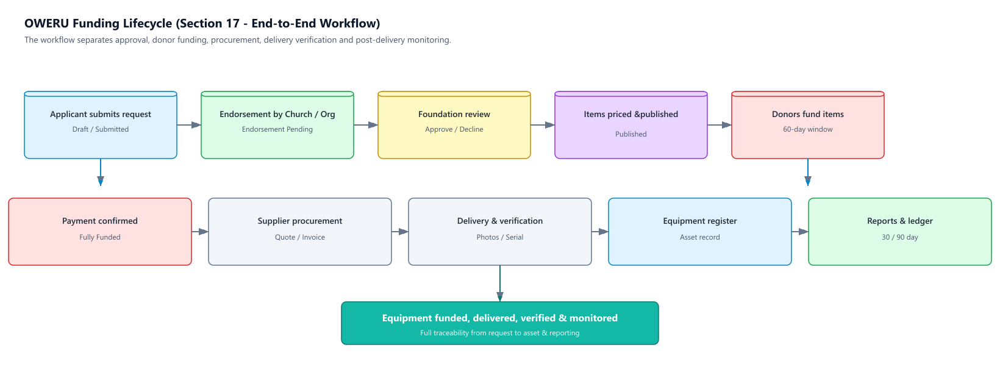 OWERU Funding Lifecycle (Section 17 - End-to-End Workflow)
The workflow separates approval, donor funding, procurement, delivery verification and post-delivery monitoring.
Applicant submits request
Draft / Submitted
Endorsement by Church / Org
Endorsement Pending
Foundation review
Approve / Decline
Items priced &published
Published
Donors fund items
60-day window
Payment confirmed
Fully Funded
Supplier procurement
Quote / Invoice
Delivery & verification
Photos / Serial
Equipment register
Asset record
Reports & ledger
30 / 90 day
Equipment funded, delivered, verified & monitored
Full traceability from request to asset & reporting